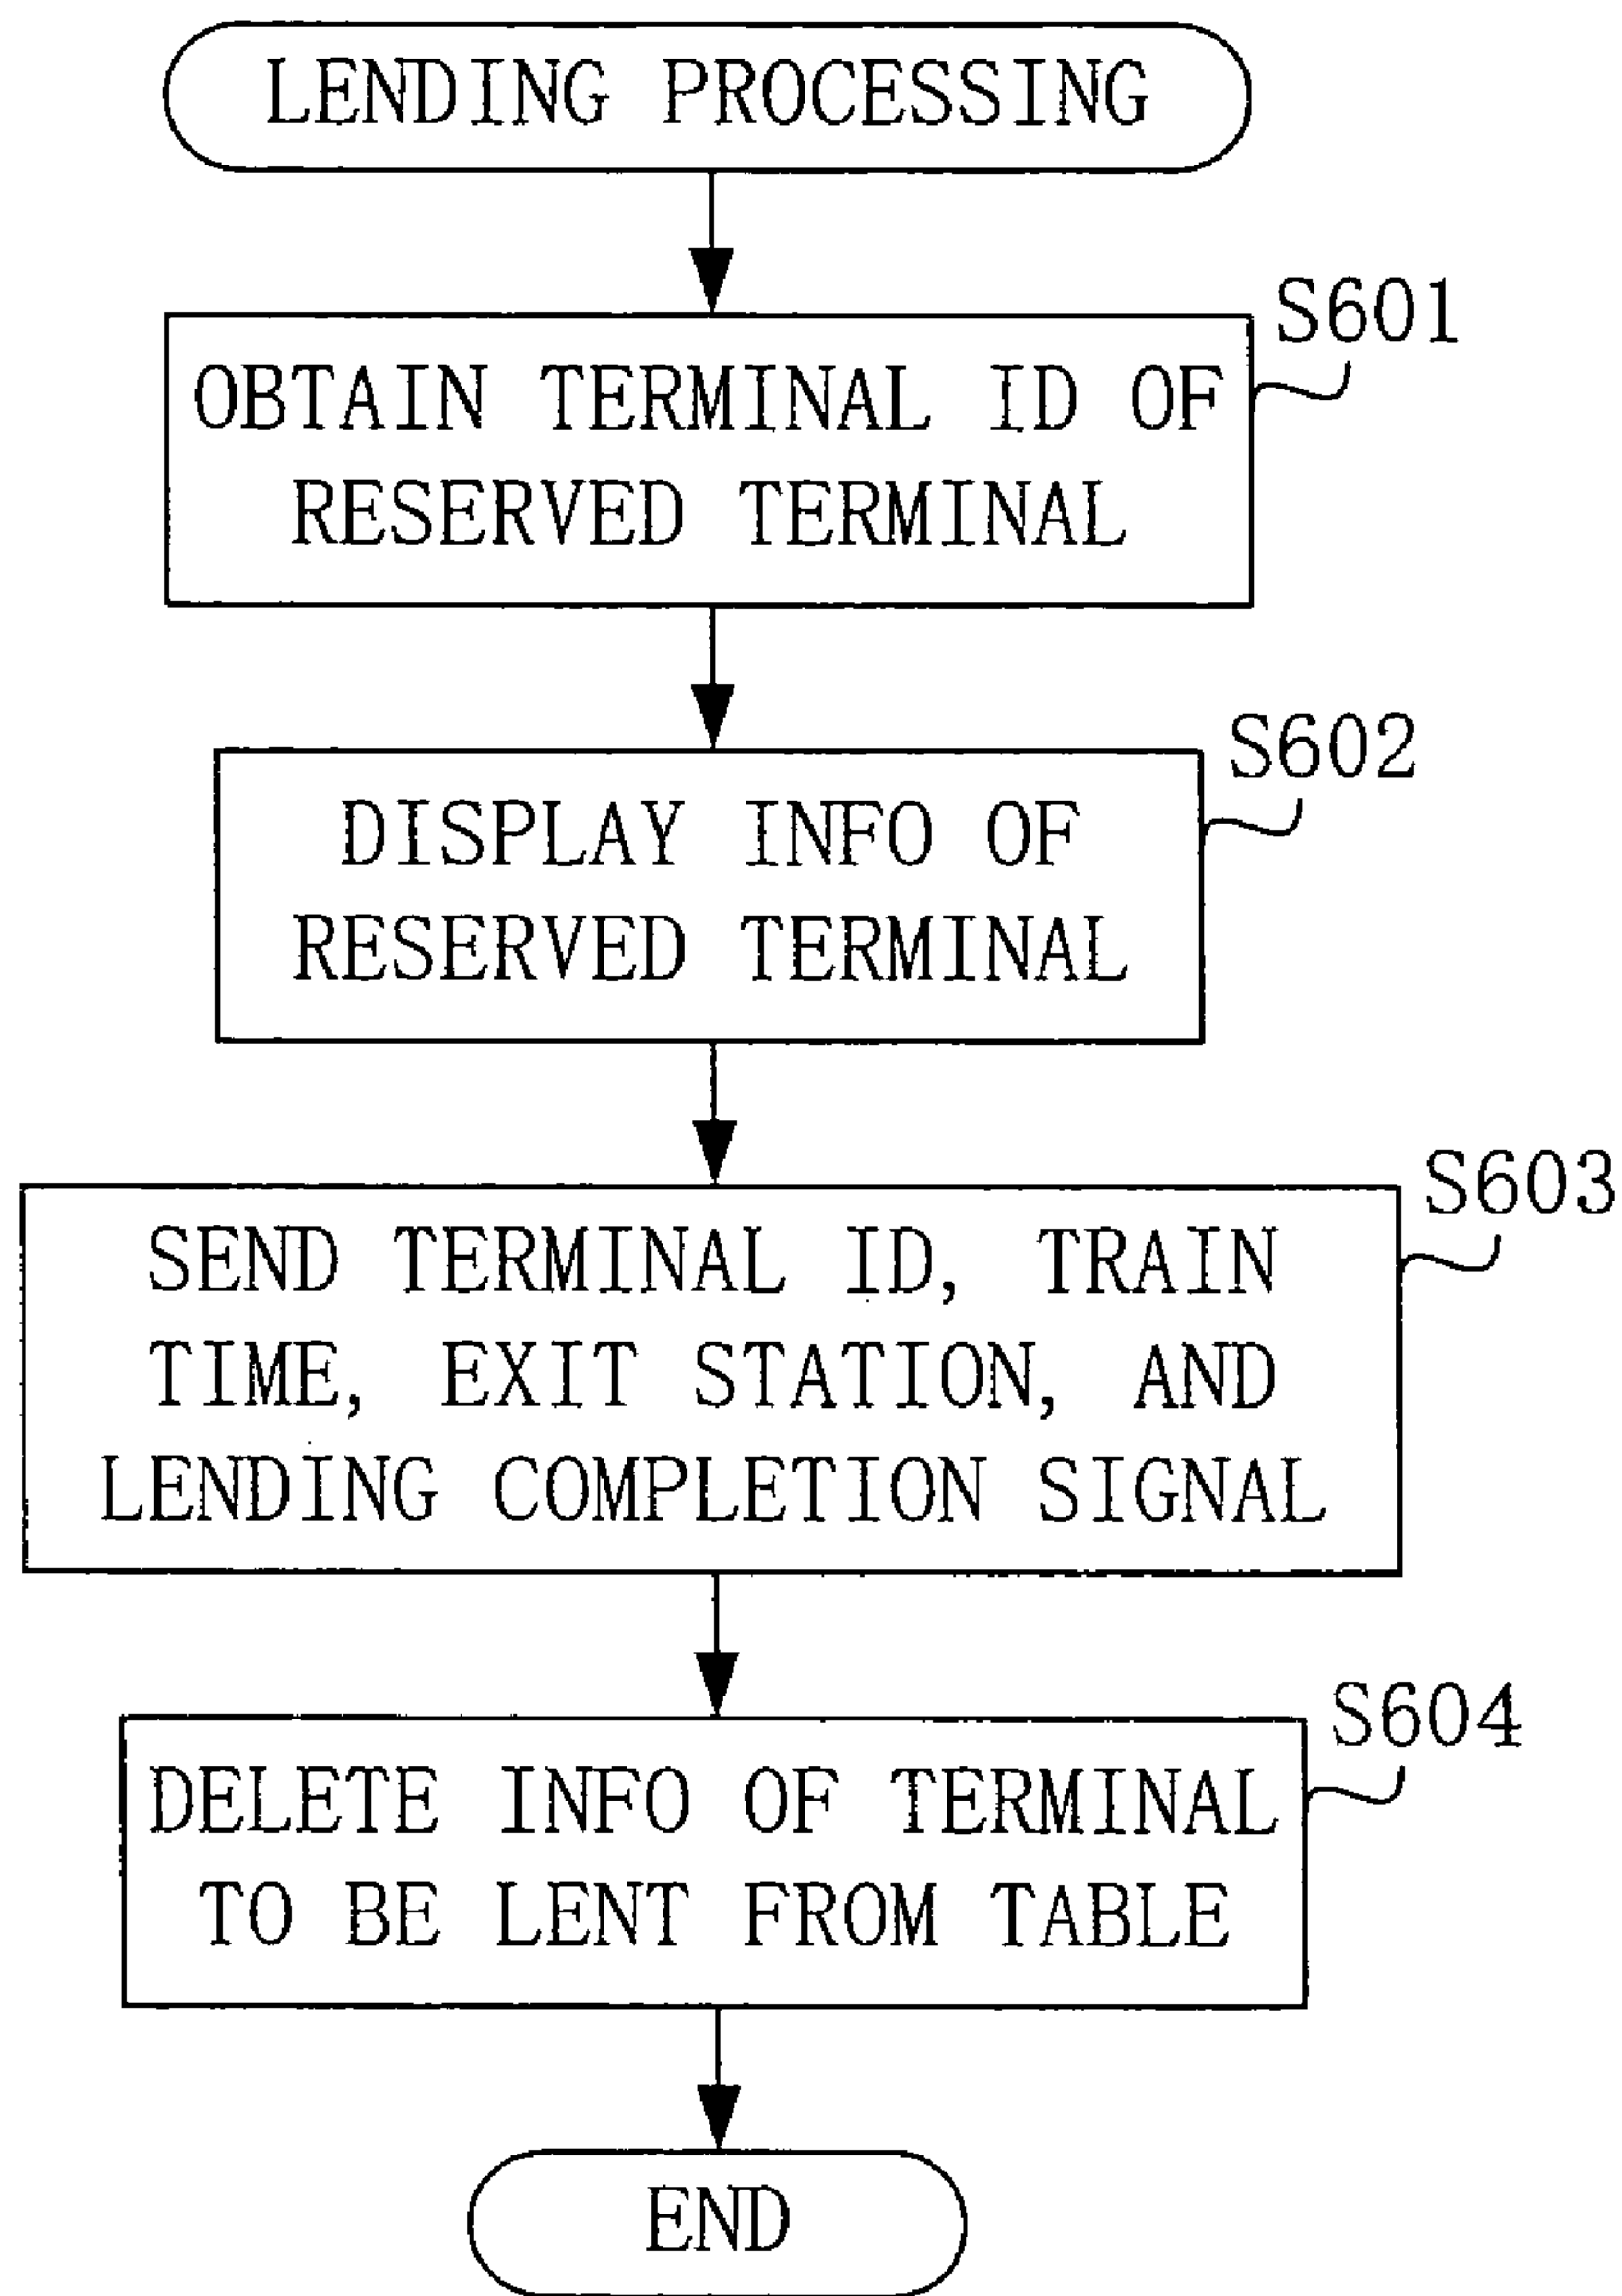 LENDING PROCESSING
S601
OBTAIN TERMINAL ID OF
RESERVED TERMINAL
S602
DISPLAY INFO OF
RESERVED TERMINAL
S603
SEND TERMINAL ID, TRAIN
TIME, EXIT STATION, AND
LENDING COMPLETION SIGNAL
S604
DELETE INFO OF TERMINAL
TO BE LENT FROM TABLE
END